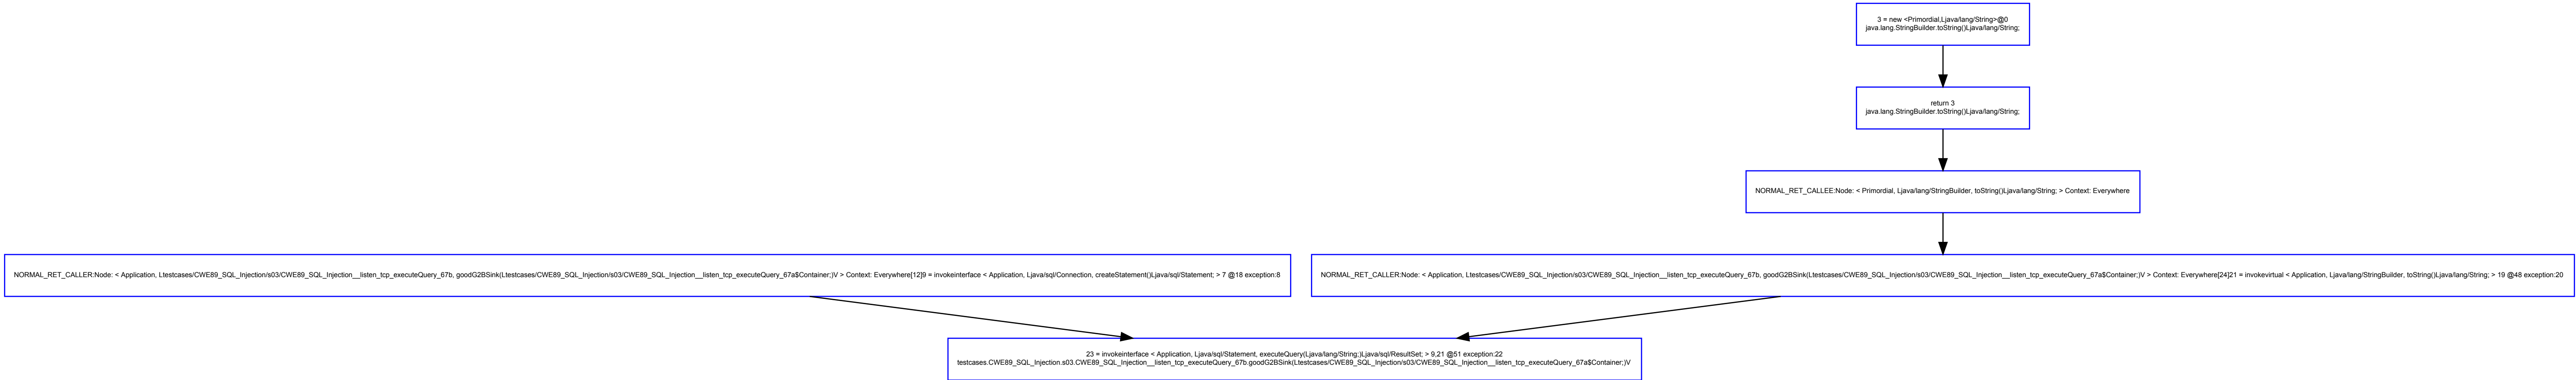 3 = new <Primordial,Ljava/lang/String>@0
java.lang.StringBuilder.toString()Ljava/lang/String;
return 3
java.lang.StringBuilder.toString()Ljava/lang/String;
NORMAL_RET_CALLEE:Node: < Primordial, Ljava/lang/StringBuilder, toString()Ljava/lang/String; > Context: Everywhere
NORMAL_RET_CALLER:Node: < Application, Ltestcases/CWE89_SQL_Injection/s03/CWE89_SQL_Injection__listen_tcp_executeQuery_67b, goodG2BSink(Ltestcases/CWE89_SQL_Injection/s03/CWE89_SQL_Injection__listen_tcp_executeQuery_67a$Container;)V > Context: Everywhere[12]9 = invokeinterface < Application, Ljava/sql/Connection, createStatement()Ljava/sql/Statement; > 7 @18 exception:8
NORMAL_RET_CALLER:Node: < Application, Ltestcases/CWE89_SQL_Injection/s03/CWE89_SQL_Injection__listen_tcp_executeQuery_67b, goodG2BSink(Ltestcases/CWE89_SQL_Injection/s03/CWE89_SQL_Injection__listen_tcp_executeQuery_67a$Container;)V > Context: Everywhere[24]21 = invokevirtual < Application, Ljava/lang/StringBuilder, toString()Ljava/lang/String; > 19 @48 exception:20
23 = invokeinterface < Application, Ljava/sql/Statement, executeQuery(Ljava/lang/String;)Ljava/sql/ResultSet; > 9,21 @51 exception:22
testcases.CWE89_SQL_Injection.s03.CWE89_SQL_Injection__listen_tcp_executeQuery_67b.goodG2BSink(Ltestcases/CWE89_SQL_Injection/s03/CWE89_SQL_Injection__listen_tcp_executeQuery_67a$Container;)V